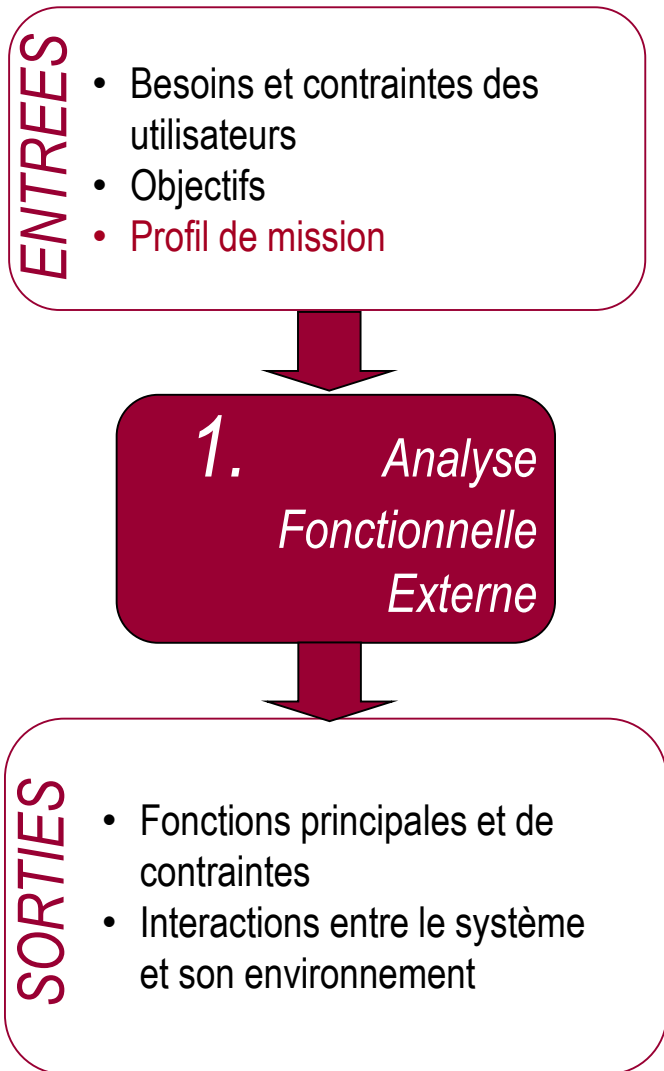 ENTREES
• Besoins et contraintes des
utilisateurs
• Objectifs
• Profil de mission
1. Analyse
Fonctionnelle
Externe
SORTIES
• Fonctions principales et de
contraintes
• Interactions entre le système
et son environnement